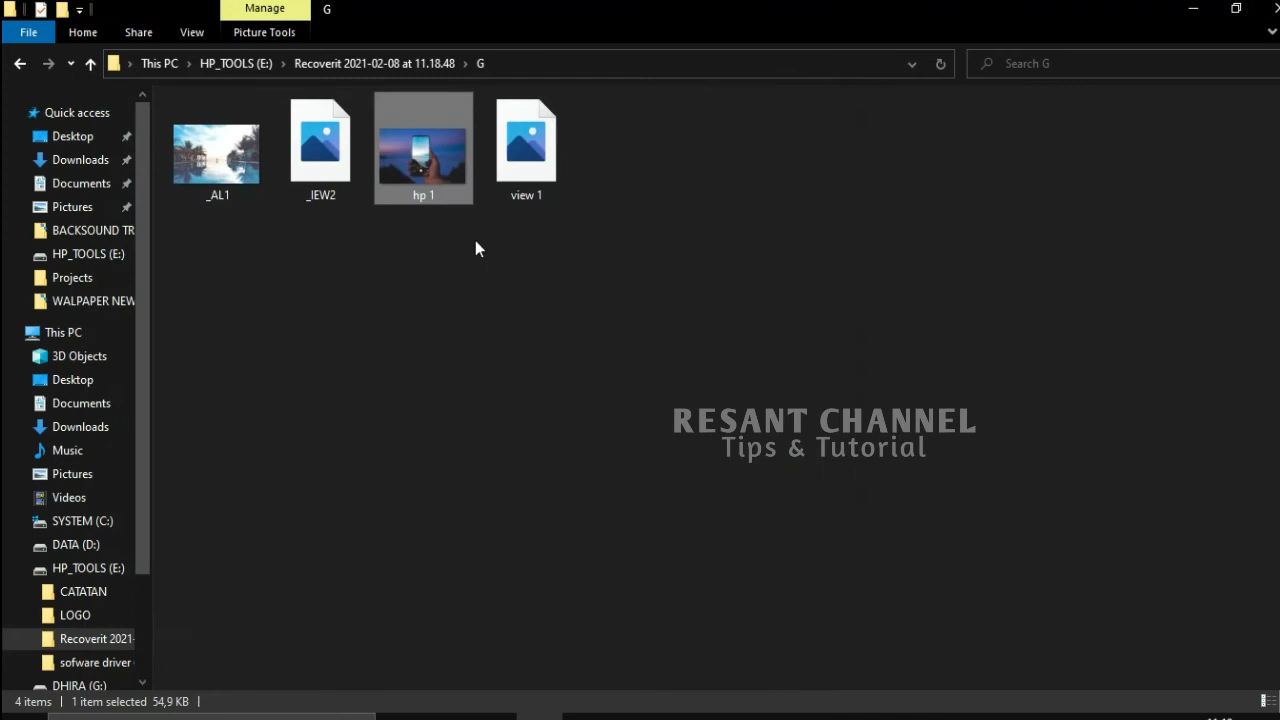 Manage
G
File
Home
Share
View
Picture Tools
This PC
HP_TOOLS (E:)
Recoverit 2021-02-08 at 11.18.48
G
Search G
Quick access
Desktop
Downloads
Documents
Pictures
BACKSOUND TR
HP_TOOLS (E:)
Projects
WALPAPER NEW
This PC
3D Objects
Desktop
Documents
Downloads
Music
Pictures
Videos
SYSTEM (C:)
DATA (D:)
HP_TOOLS (E:)
CATATAN
LOGO
Recoverit 2021-
sofware driver
DHIRA (G:)
_AL1
_IEW2
hp 1
view 1
RESANT CHANNEL
Tips & Tutorial
4 items
1 item selected 54,9 KB